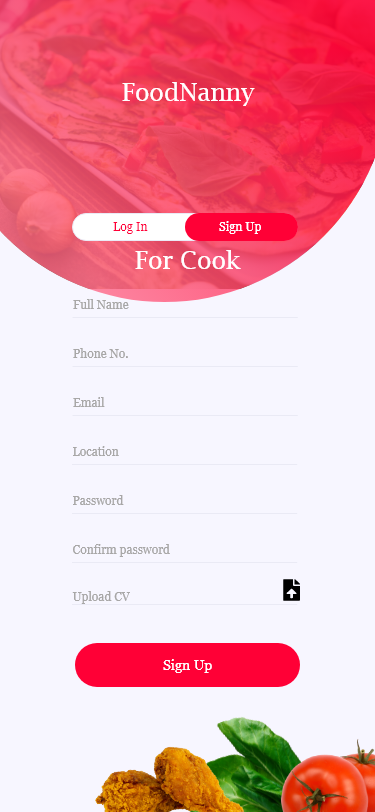 FoodNanny
Log In Sign Up
For Cook
Full Name
Phone No.
Email
Location
Password
Confirm password
Upload CV
Sign Up